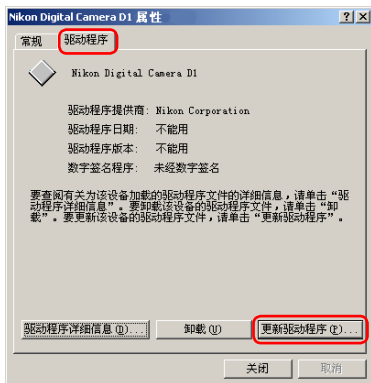 Nikon Digital Camera D1 属性
常规 驱动程序
Nikon Digital Camera D1
驱动程序提供商: Nikon Corporation
驱动程序日期: 不能用
驱动程序版本: 不能用
数字签名程序: 未经数字签名
要查阅有关为该设备加载的驱动程序文件的详细信息，请单击“驱
动程序详细信息”。要卸载该设备的驱动程序文件，请单击“卸
载”。要更新该设备的驱动程序，请单击“更新驱动程序”。
驱动程序详细信息(D)... 卸载(U) 更新驱动程序(P)...
关闭 取消